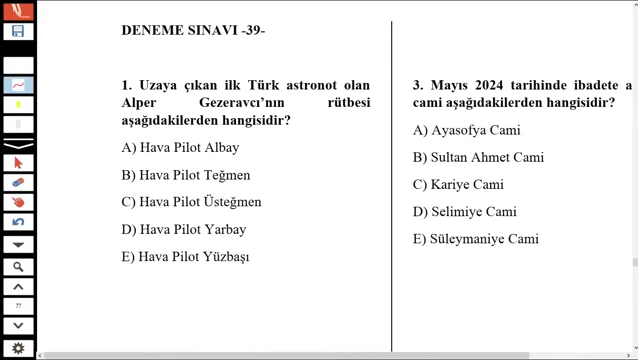 DENEME SINAVI -39-
1. Uzaya çıkan ilk Türk astronot olan
Alper Gezeravcı’nın rütbesi
aşağıdakilerden hangisidir?
A) Hava Pilot Albay
B) Hava Pilot Teğmen
C) Hava Pilot Üsteğmen
D) Hava Pilot Yarbay
E) Hava Pilot Yüzbaşı
3. Mayıs 2024 tarihinde ibadete a
cami aşağıdakilerden hangisidir?
A) Ayasofya Cami
B) Sultan Ahmet Cami
C) Kariye Cami
D) Selimiye Cami
E) Süleymaniye Cami
77